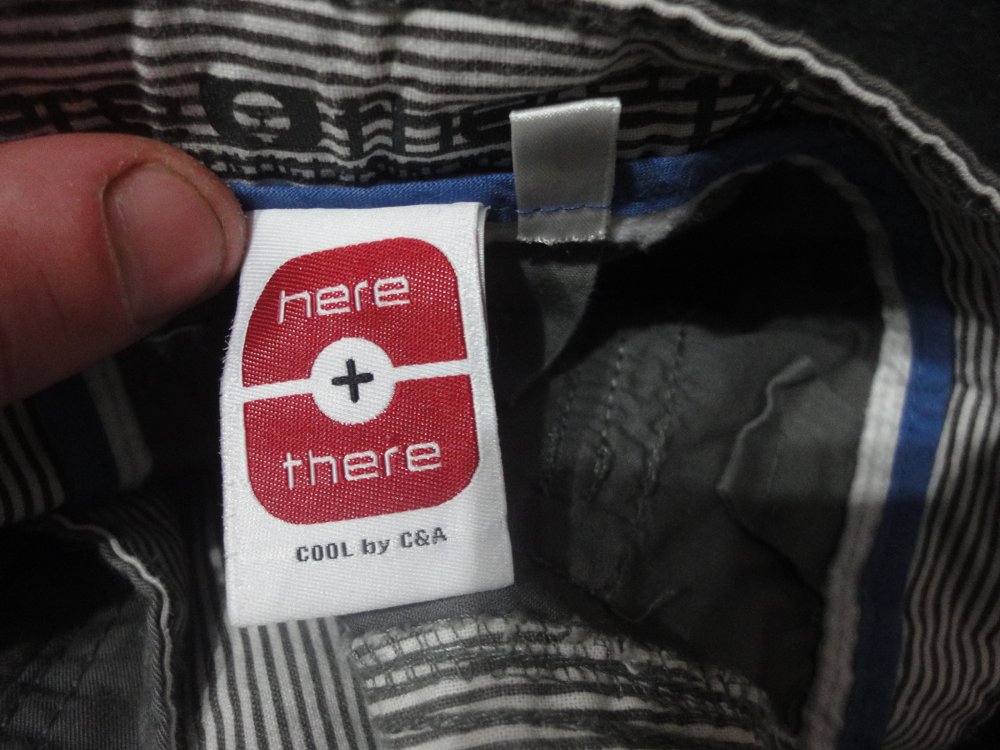 here
+
there
COOL by C&A